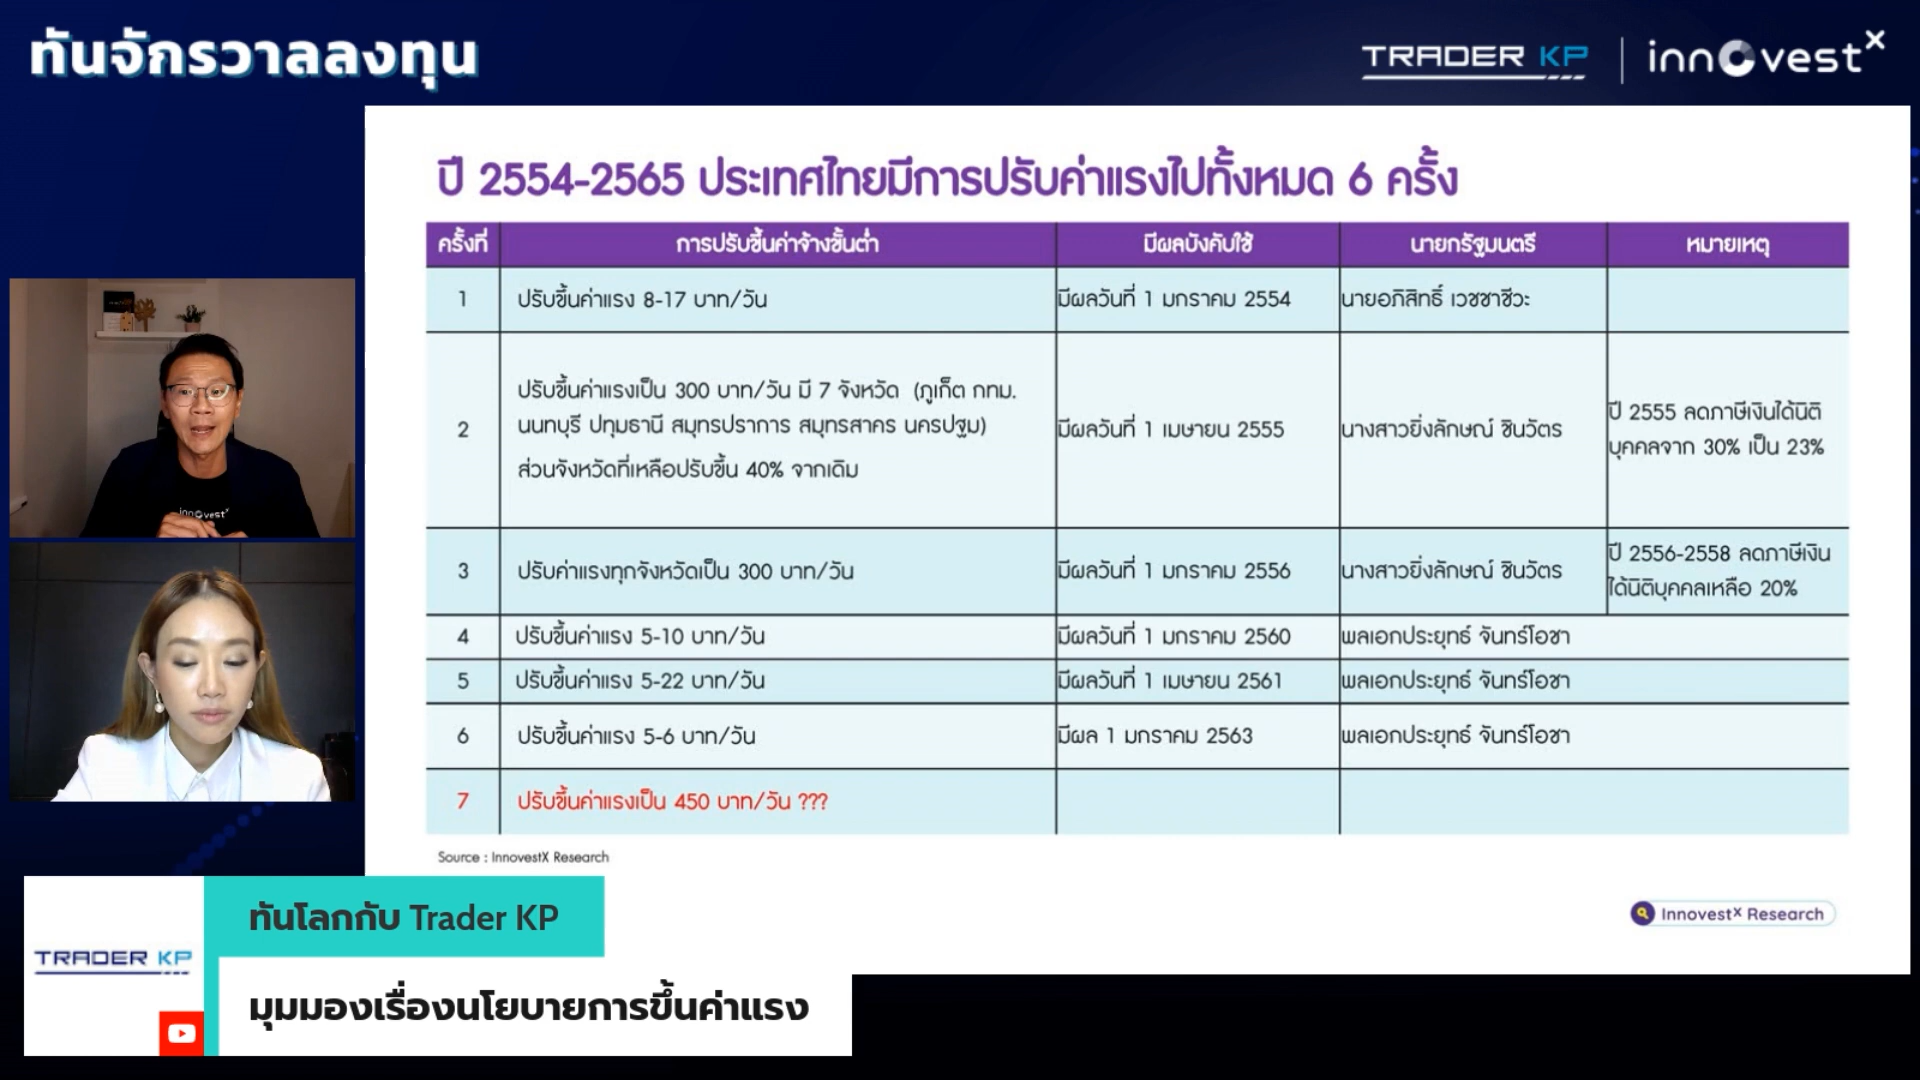 ทันจักรวาลลงทุน
TRADER KP
innovestX
ปี 2554-2565 ประเทศไทยมีการปรับค่าแรงไปทั้งหมด 6 ครั้ง
ครั้งที่ การปรับขึ้นค่าจ้างขั้นต่ำ มีผลบังคับใช้ นายกรัฐมนตรี หมายเหตุ
1 ปรับขึ้นค่าแรง 8-17 บาท/วัน มีผลวันที่ 1 มกราคม 2554 นายอภิสิทธิ์ เวชชาชีวะ
2 ปรับขึ้นค่าแรงเป็น 300 บาท/วัน มี 7 จังหวัด (ภูเก็ต กทม.
นนทบุรี ปทุมธานี สมุทรปราการ สมุทรสาคร นครปฐม)
ส่วนจังหวัดที่เหลือปรับขึ้น 40% จากเดิม
มีผลวันที่ 1 เมษายน 2555 นางสาวยิ่งลักษณ์ ชินวัตร
ปี 2555 ลดภาษีเงินได้นิติ
บุคคลจาก 30% เป็น 23%
3 ปรับค่าแรงทุกจังหวัดเป็น 300 บาท/วัน มีผลวันที่ 1 มกราคม 2556 นางสาวยิ่งลักษณ์ ชินวัตร
ปี 2556-2558 ลดภาษีเงิน
ได้นิติบุคคลเหลือ 20%
4 ปรับขึ้นค่าแรง 5-10 บาท/วัน มีผลวันที่ 1 มกราคม 2560 พลเอกประยุทธ์ จันทร์โอชา
5 ปรับขึ้นค่าแรง 5-22 บาท/วัน มีผลวันที่ 1 เมษายน 2561 พลเอกประยุทธ์ จันทร์โอชา
6 ปรับขึ้นค่าแรง 5-6 บาท/วัน มีผล 1 มกราคม 2563 พลเอกประยุทธ์ จันทร์โอชา
7 ปรับขึ้นค่าแรงเป็น 450 บาท/วัน ???
Source : InnovestX Research
InnovestX Research
innovestX
ทันโลกกับ Trader KP
TRADER KP
มุมมองเรื่องนโยบายการขึ้นค่าแรง